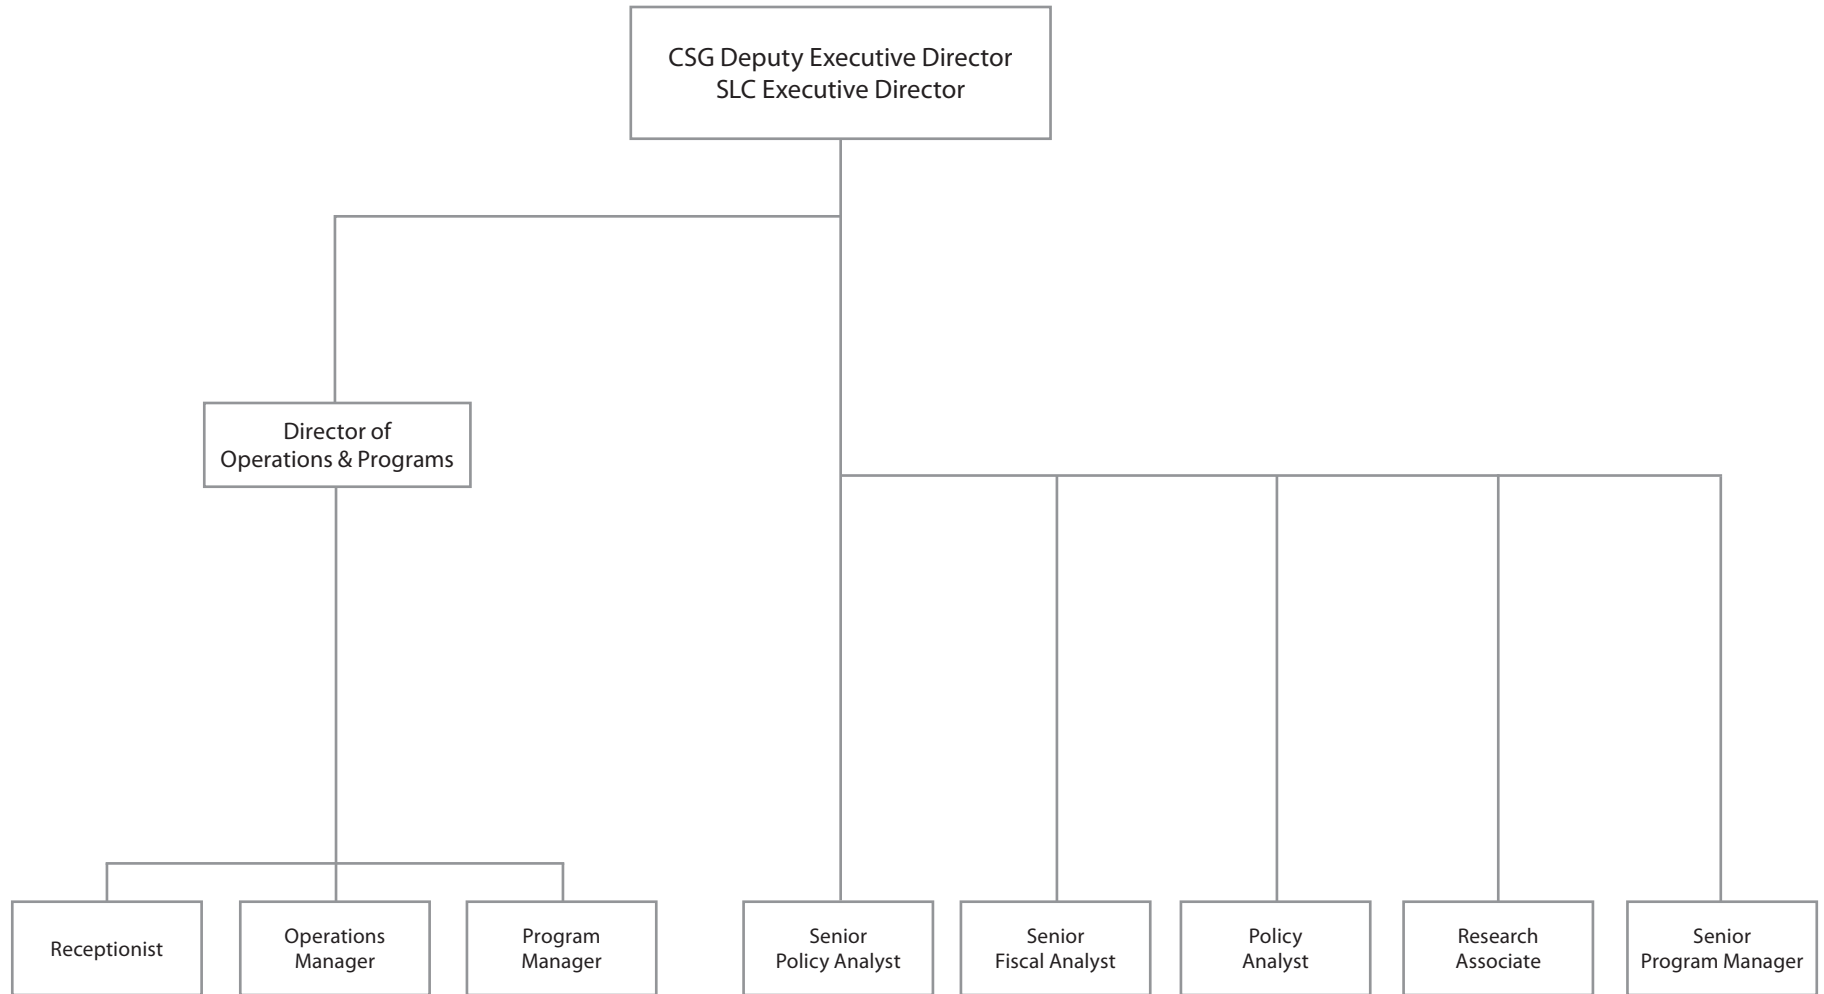 CSG Deputy Executive Director
SLC Executive Director
Director of
Operations & Programs
Receptionist
Operations
Manager
Program
Manager
Senior
Policy Analyst
Senior
Fiscal Analyst
Policy
Analyst
Research
Associate
Senior
Program Manager